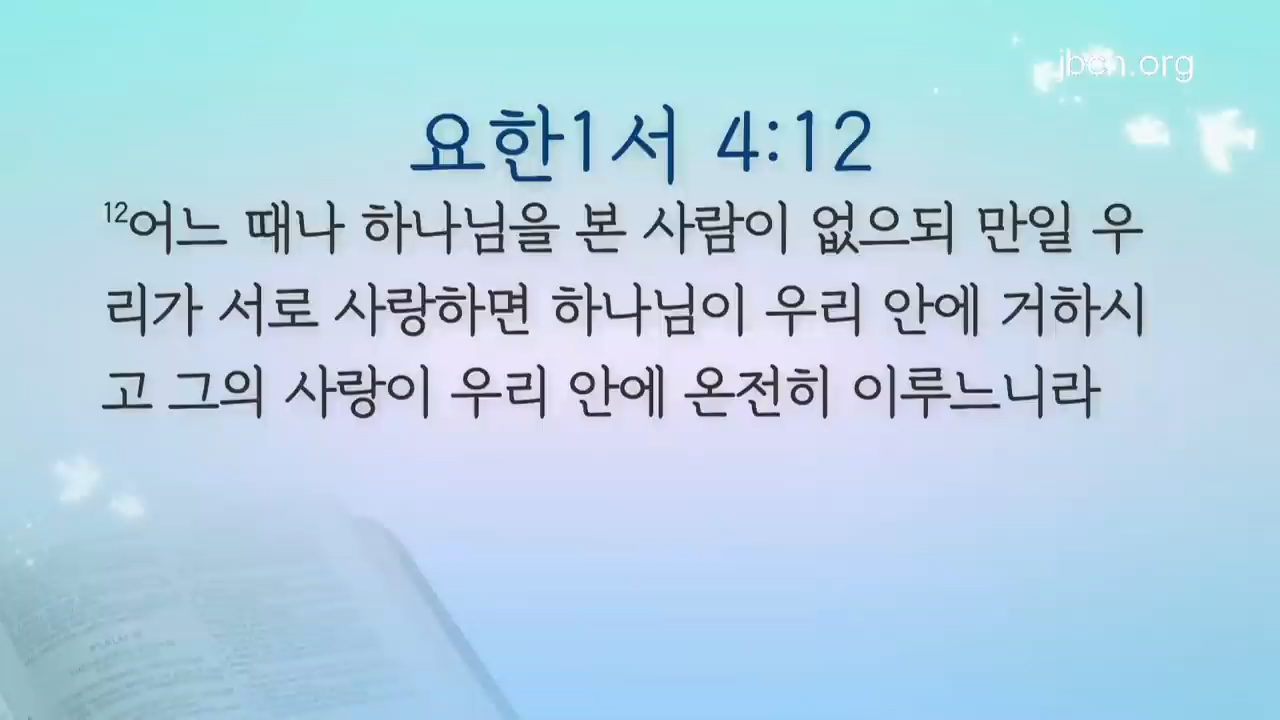 jbch.org
요한1서 4:12
12어느 때나 하나님을 본 사람이 없으되 만일 우
리가 서로 사랑하면 하나님이 우리 안에 거하시
고 그의 사랑이 우리 안에 온전히 이루느니라